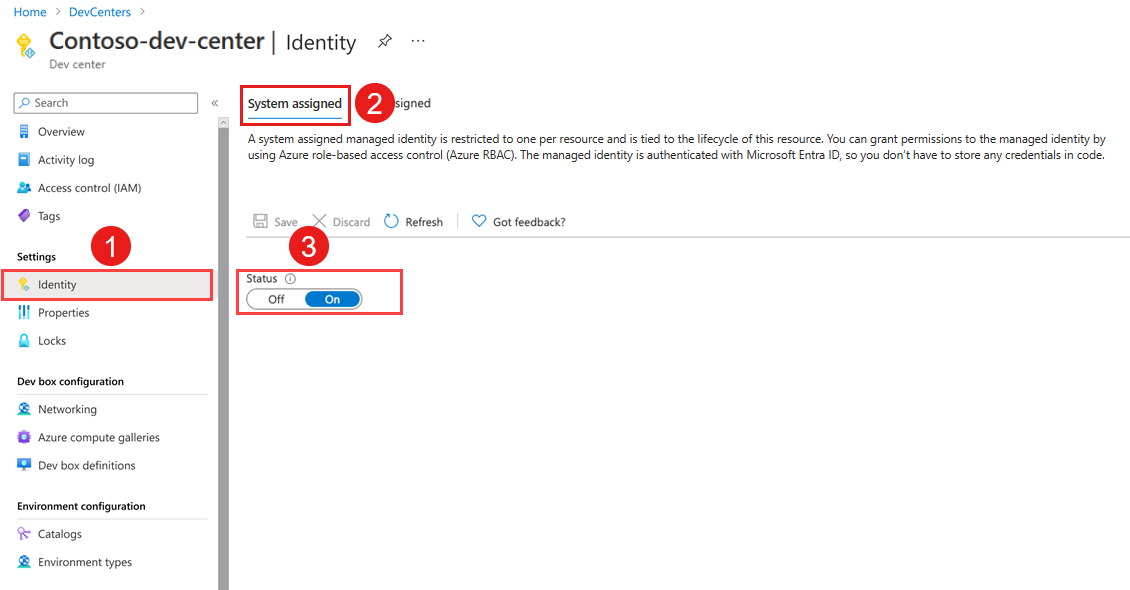 Home > DevCenters >
Contoso-dev-center | Identity ...
Dev center
Search «
Overview
Activity log
Access control (IAM)
Tags
Settings
1
Identity
Properties
Locks
Dev box configuration
Networking
Azure compute galleries
Dev box definitions
Environment configuration
Catalogs
Environment types
System assigned 2 signed
A system assigned managed identity is restricted to one per resource and is tied to the lifecycle of this resource. You can grant permissions to the managed identity by
using Azure role-based access control (Azure RBAC). The managed identity is authenticated with Microsoft Entra ID, so you don't have to store any credentials in code.
Save Discard Refresh Got feedback?
3
Status
Off On